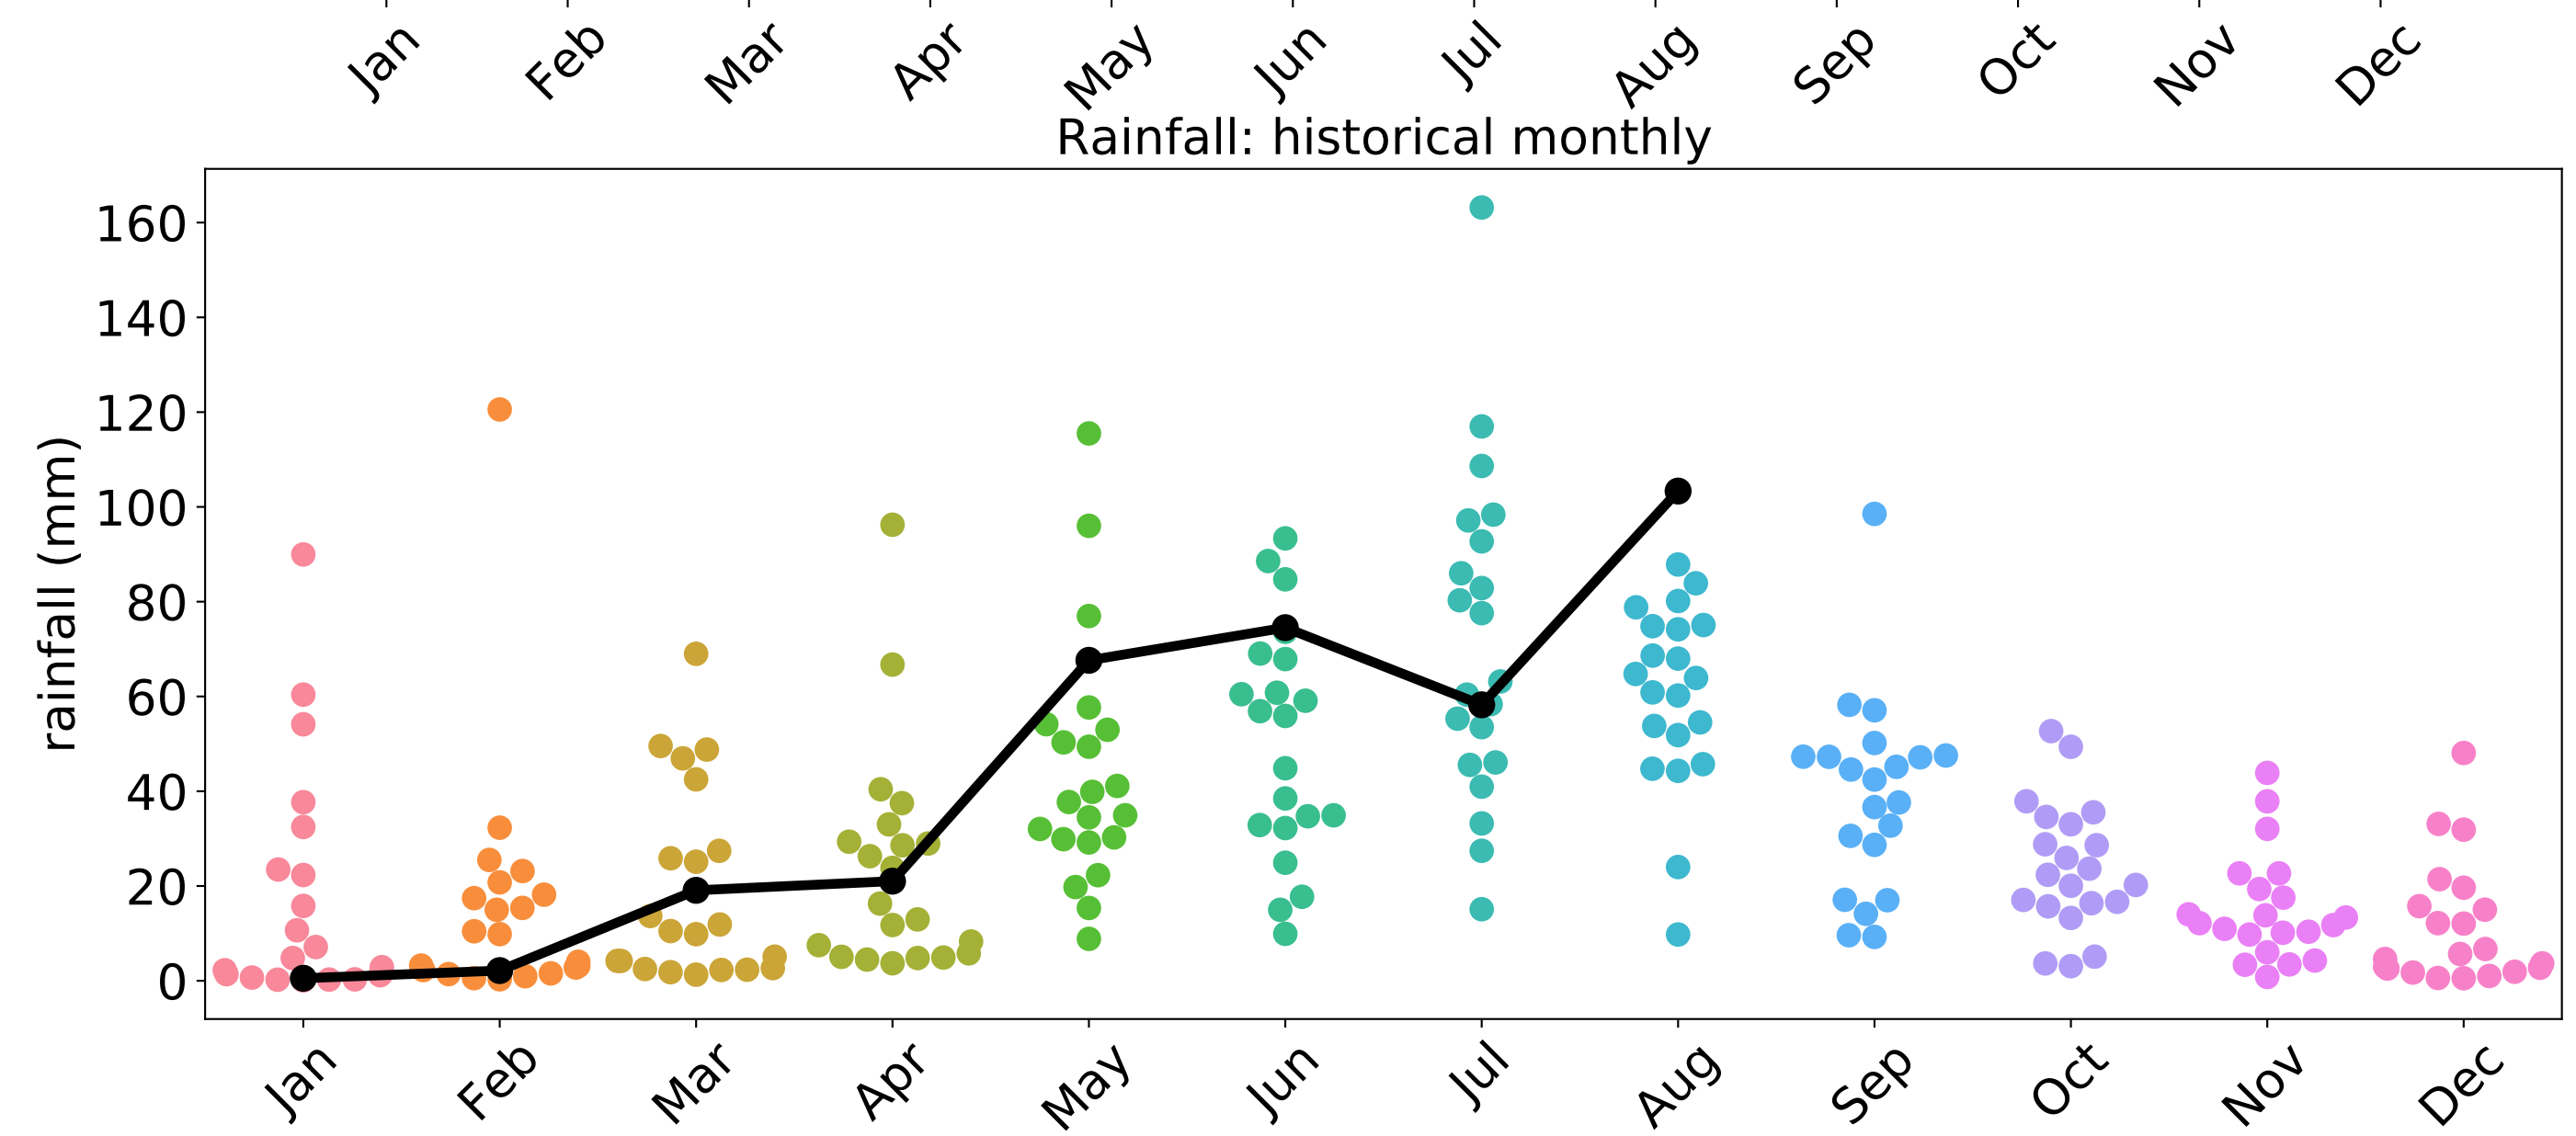 Jan Feb Mar Apr May Jun Jul Aug Sep Oct Nov Dec
Rainfall: historical monthly
rainfall (mm)
160
140
120
100
80
60
40
20
0
Jan Feb Mar Apr May Jun Jul Aug Sep Oct Nov Dec